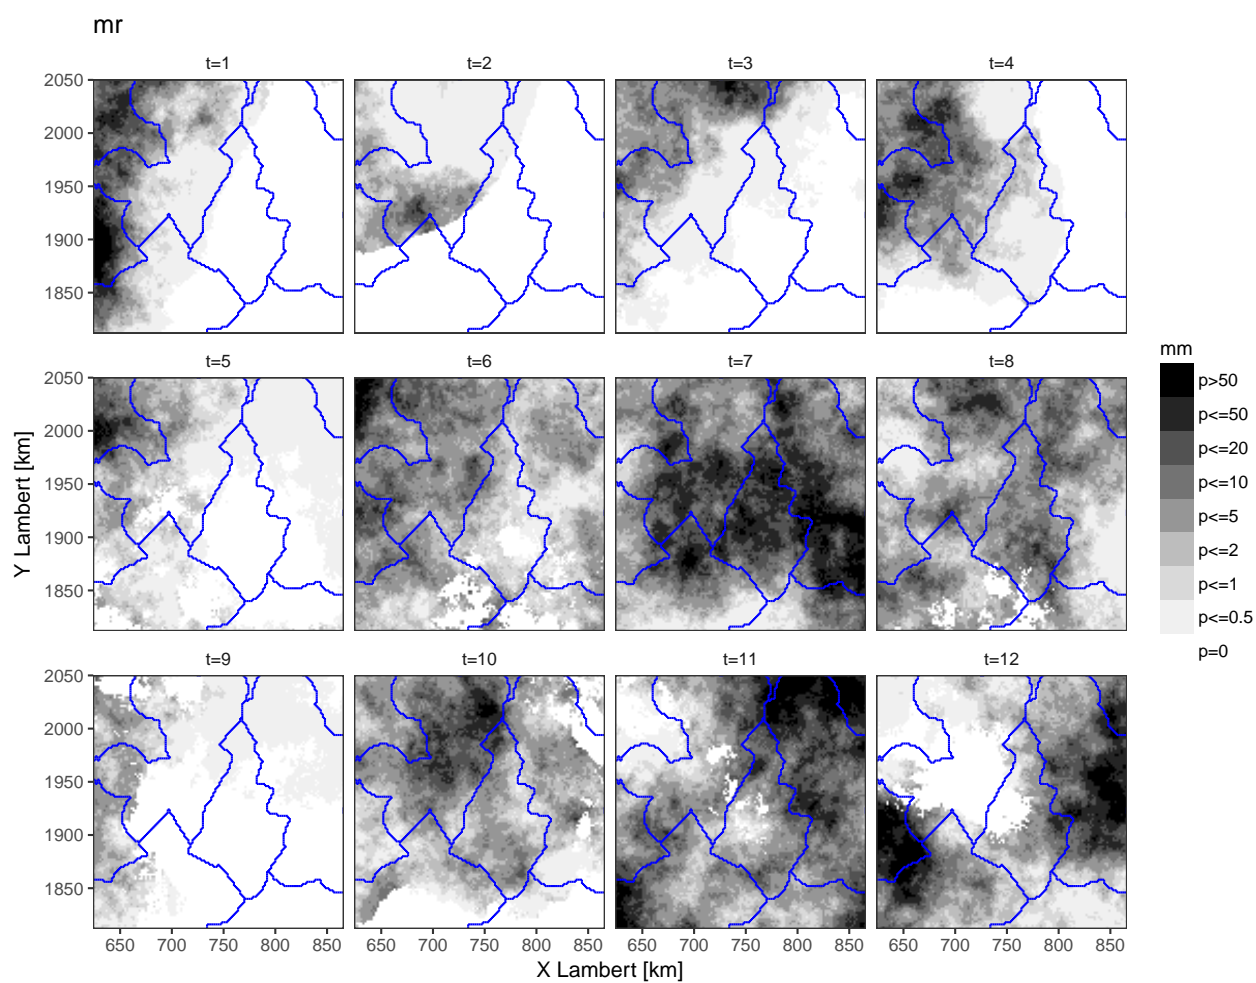 mr
t=1 t=2 t=3 t=4
2050
2000
1950
1900
1850
t=5 t=6 t=7 t=8
2050
2000
1950
1900
1850
t=9 t=10 t=11 t=12
2050
2000
1950
1900
1850
650 700 750 800 850 650 700 750 800 850 650 700 750 800 850 650 700 750 800 850
X Lambert [km]
Y Lambert [km]
mm
p>50
p<=50
p<=20
p<=10
p<=5
p<=2
p<=1
p<=0.5
p=0